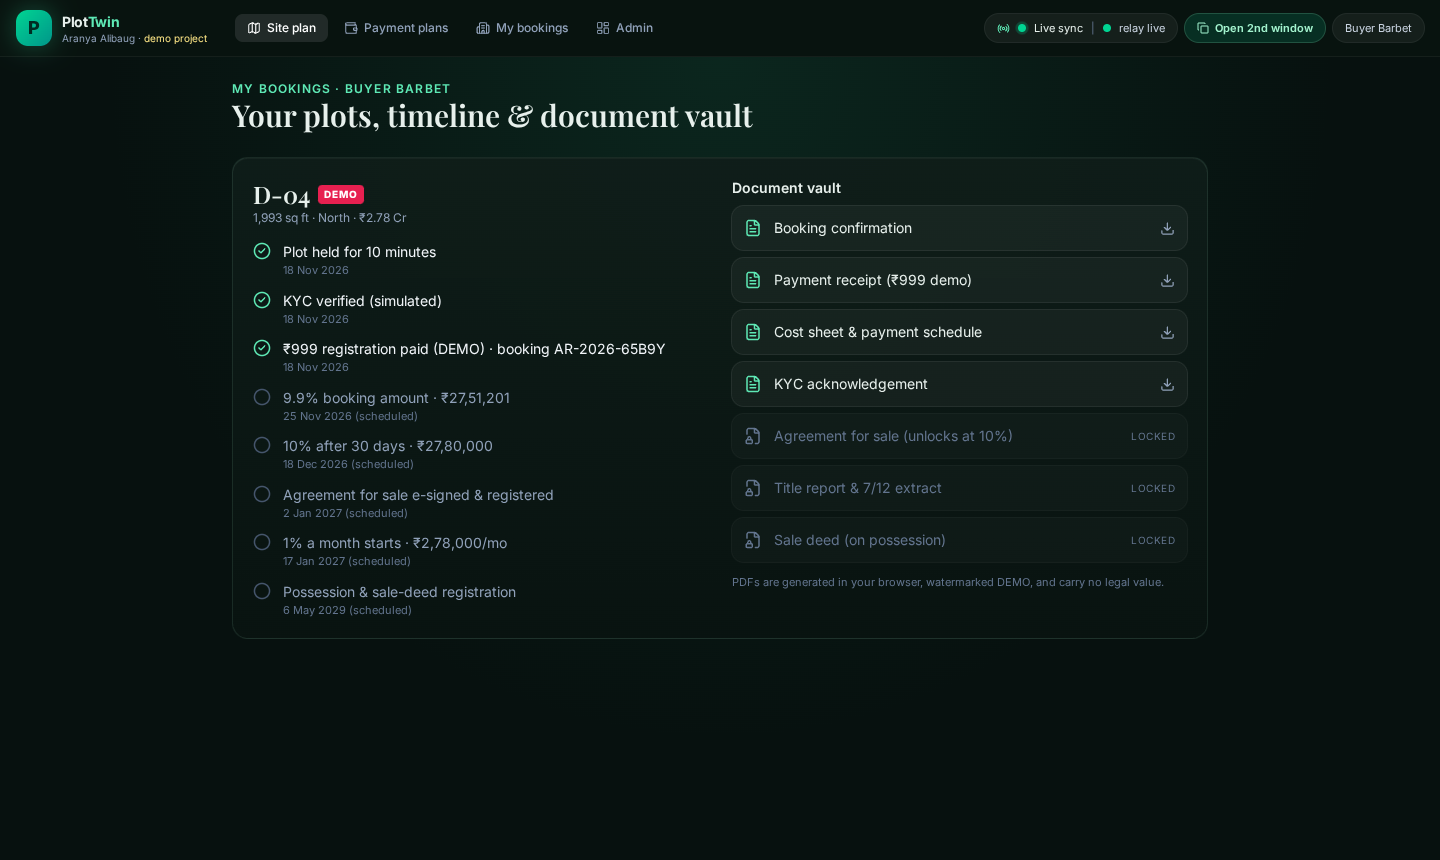 P
PlotTwin
Aranya Alibaug · demo project
Site plan
Payment plans
My bookings
Admin
Live sync | relay live
Open 2nd window
Buyer Barbet
MY BOOKINGS · BUYER BARBET
Your plots, timeline & document vault
D-04 DEMO
1,993 sq ft · North · ₹2.78 Cr
Plot held for 10 minutes
18 Nov 2026
KYC verified (simulated)
18 Nov 2026
₹999 registration paid (DEMO) · booking AR-2026-65B9Y
18 Nov 2026
9.9% booking amount · ₹27,51,201
25 Nov 2026 (scheduled)
10% after 30 days · ₹27,80,000
18 Dec 2026 (scheduled)
Agreement for sale e-signed & registered
2 Jan 2027 (scheduled)
1% a month starts · ₹2,78,000/mo
17 Jan 2027 (scheduled)
Possession & sale-deed registration
6 May 2029 (scheduled)
Document vault
Booking confirmation
Payment receipt (₹999 demo)
Cost sheet & payment schedule
KYC acknowledgement
Agreement for sale (unlocks at 10%) LOCKED
Title report & 7/12 extract LOCKED
Sale deed (on possession) LOCKED
PDFs are generated in your browser, watermarked DEMO, and carry no legal value.